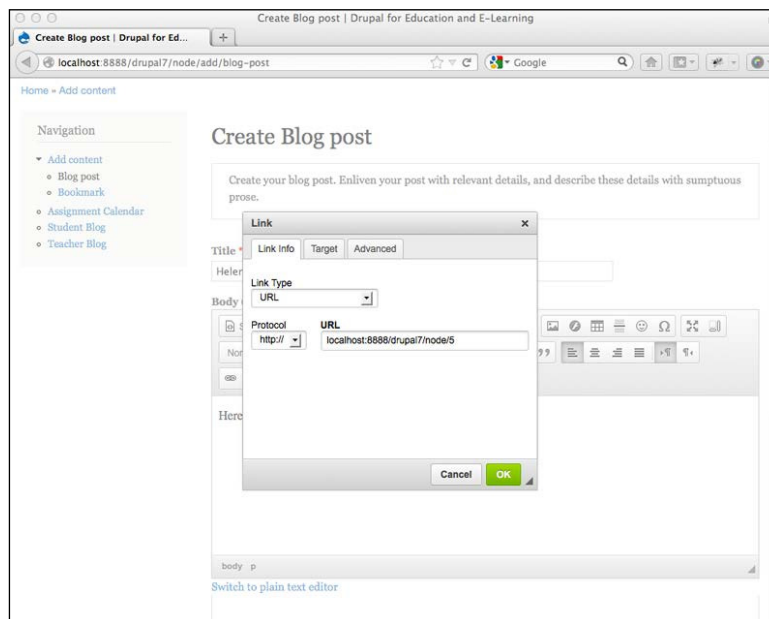 Create Blog post | Drupal for Education and E-Learning
Create Blog post | Drupal for Ed...
localhost:8888/drupal7/node/add/blog-post
Google
Home » Add content
Navigation
Add content
Blog post
Bookmark
Assignment Calendar
Student Blog
Teacher Blog
Create Blog post
Create your blog post. Enliven your post with relevant details, and describe these details with sumptuous
prose.
Link
Title *
Link Info Target Advanced
Helen
Link Type
URL
Body
Protocol URL
http:// localhost:8888/drupal7/node/5
Nor
Here
Cancel OK
body p
Switch to plain text editor